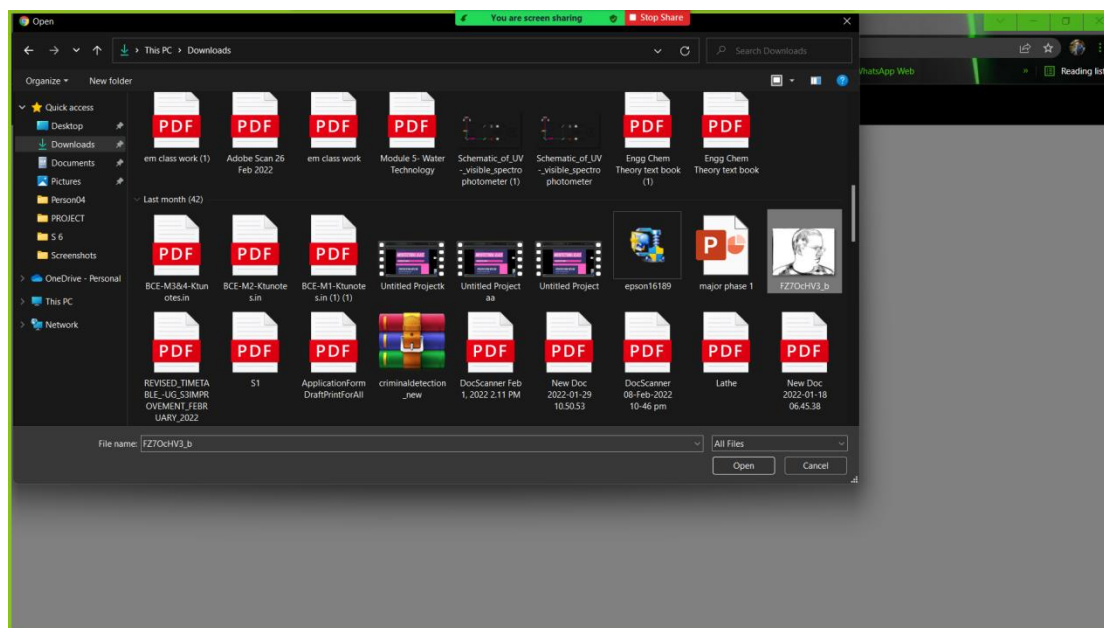 Open
You are screen sharing
Stop Share
This PC
Downloads
Search Downloads
Organize
New folder
WhatsApp Web
»
Reading list
Quick access
Desktop
Downloads
Documents
Pictures
Person04
PROJECT
S 6
Screenshots
OneDrive - Personal
This PC
Network
PDF
PDF
PDF
PDF
PDF
PDF
em class work (1)
Adobe Scan 26
Feb 2022
em class work
Module 5- Water
Technology
Schematic_of_UV
-_visible_spectro
photometer (1)
Schematic_of_UV
-_visible_spectro
photometer
Engg Chem
Theory text book
(1)
Engg Chem
Theory text book
Last month (42)
PDF
PDF
PDF
P
BCE-M3&4-Ktun
otes.in
BCE-M2-Ktunote
s.in
BCE-M1-Ktunote
s.in (1) (1)
Untitled Projectk
Untitled Project
aa
Untitled Project
epson16189
major phase 1
FZ7OcHV3_b
PDF
PDF
PDF
PDF
PDF
PDF
PDF
PDF
REVISED_TIMETA
BLE_-UG_S3IMPR
OVEMENT_FEBR
UARY_2022
S1
ApplicationForm
DraftPrintForAll
criminaldetection
_new
DocScanner Feb
1, 2022 2.11 PM
New Doc
2022-01-29
10.50.53
DocScanner
08-Feb-2022
10-46 pm
Lathe
New Doc
2022-01-18
06.45.38
File name:
FZ7OcHV3_b
All Files
Open
Cancel